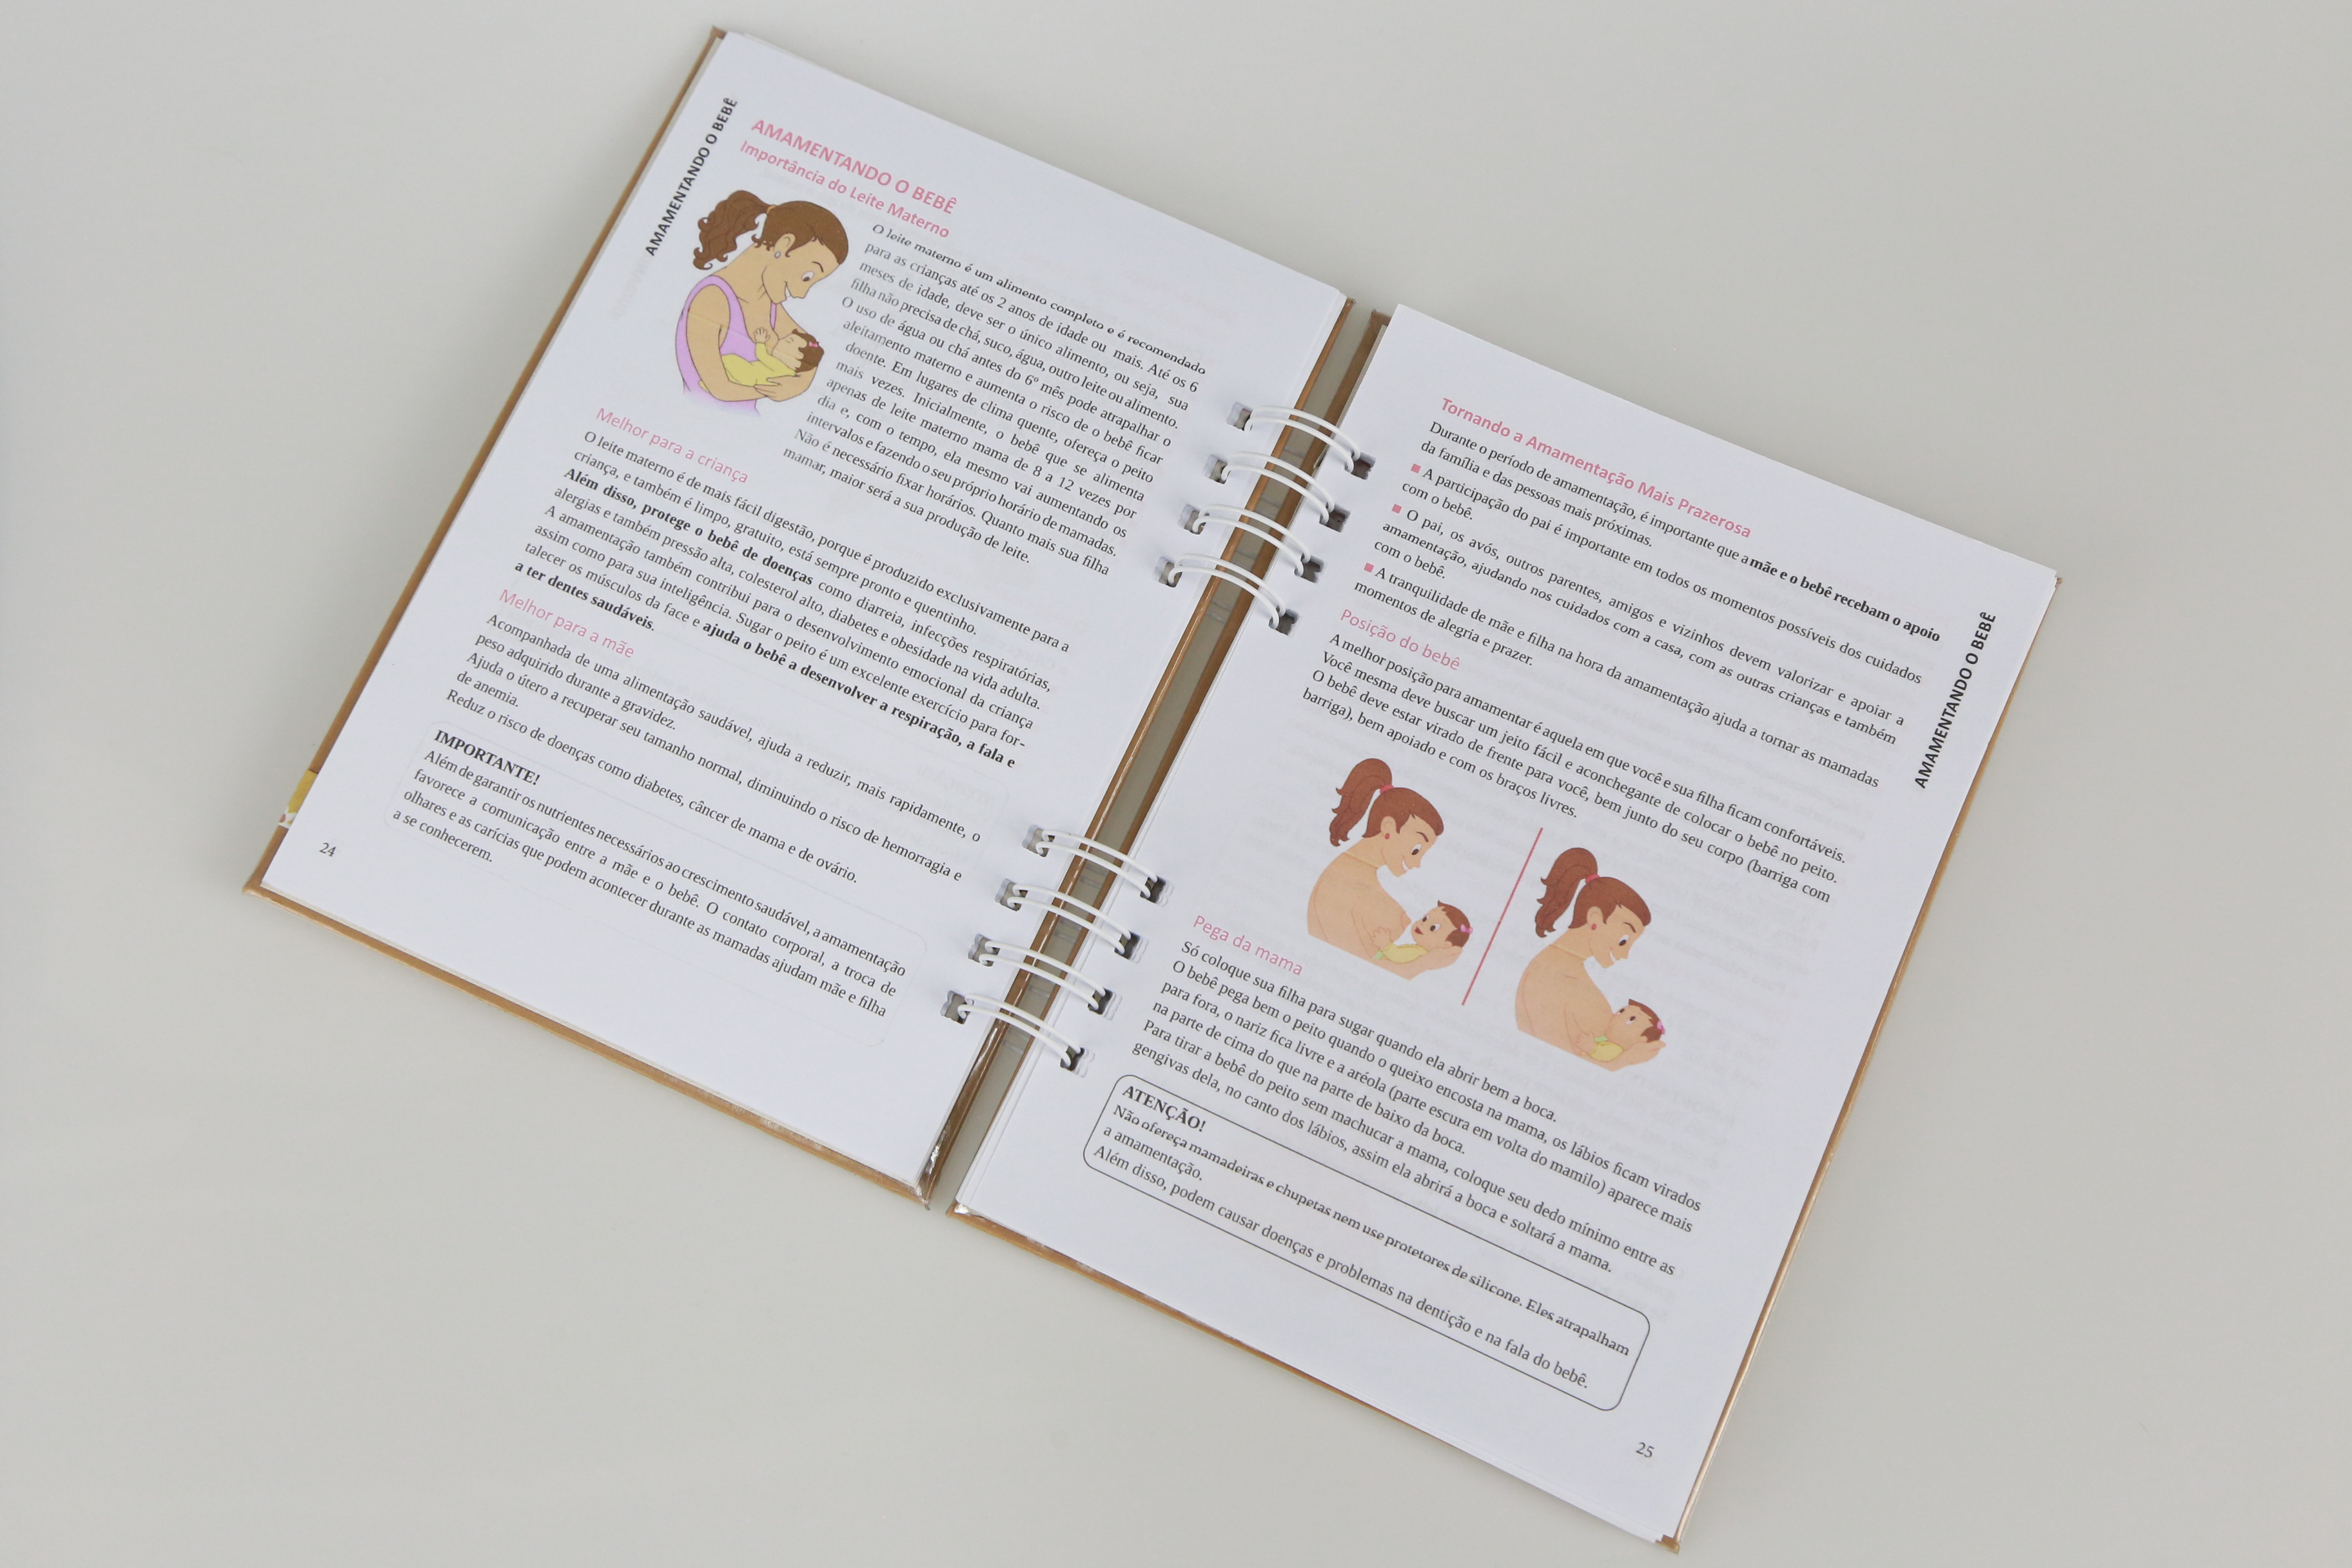 AMAMENTANDO O BEBÊ
AMAMENTANDO O BEBÊ
Importância do Leite Materno
O leite materno é um alimento completo e é recomendado
para as crianças até os 2 anos de idade ou mais. Até os 6
meses de idade, deve ser o único alimento, ou seja, sua
filha não precisa de chá, suco, água, outro leite ou alimento.
O uso de água ou chá antes do 6º mês pode atrapalhar o
aleitamento materno e aumenta o risco de o bebê ficar
doente. Em lugares de clima quente, ofereça o peito
mais vezes. Inicialmente, o bebê que se alimenta
apenas de leite materno mama de 8 a 12 vezes por
dia e, com o tempo, ela mesmo vai aumentando os
intervalos e fazendo o seu próprio horário de mamadas.
Não é necessário fixar horários. Quanto mais sua filha
mamar, maior será a sua produção de leite.
Melhor para a criança
O leite materno é de mais fácil digestão, porque é produzido exclusivamente para a
criança, e também é limpo, gratuito, está sempre pronto e quentinho.
Além disso, protege o bebê de doenças como diarreia, infecções respiratórias,
alergias e também pressão alta, colesterol alto, diabetes e obesidade na vida adulta.
A amamentação também contribui para o desenvolvimento emocional da criança
assim como para sua inteligência. Sugar o peito é um excelente exercício para for-
talecer os músculos da face e ajuda o bebê a desenvolver a respiração, a fala e
a ter dentes saudáveis.
Melhor para a mãe
Acompanhada de uma alimentação saudável, ajuda a reduzir, mais rapidamente, o
peso adquirido durante a gravidez.
Ajuda o útero a recuperar seu tamanho normal, diminuindo o risco de hemorragia e
de anemia.
Reduz o risco de doenças como diabetes, câncer de mama e de ovário.
IMPORTANTE!
Além de garantir os nutrientes necessários ao crescimento saudável, a amamentação
favorece a comunicação entre a mãe e o bebê. O contato corporal, a troca de
olhares e as carícias que podem acontecer durante as mamadas ajudam mãe e filha
a se conhecerem.
24
Tornando a Amamentação Mais Prazerosa
Durante o período de amamentação, é importante que a mãe e o bebê recebam o apoio
da família e das pessoas mais próximas.
■ A participação do pai é importante em todos os momentos possíveis dos cuidados
com o bebê.
■ O pai, os avós, outros parentes, amigos e vizinhos devem valorizar e apoiar a
amamentação, ajudando nos cuidados com a casa, com as outras crianças e também
com o bebê.
■ A tranquilidade de mãe e filha na hora da amamentação ajuda a tornar as mamadas
momentos de alegria e prazer.
Posição do bebê
A melhor posição para amamentar é aquela em que você e sua filha ficam confortáveis.
Você mesma deve buscar um jeito fácil e aconchegante de colocar o bebê no peito.
O bebê deve estar virado de frente para você, bem junto do seu corpo (barriga com
barriga), bem apoiado e com os braços livres.
Pega da mama
Só coloque sua filha para sugar quando ela abrir bem a boca.
O bebê pega bem o peito quando o queixo encosta na mama, os lábios ficam virados
para fora, o nariz fica livre e a aréola (parte escura em volta do mamilo) aparece mais
na parte de cima do que na parte de baixo da boca.
Para tirar a bebê do peito sem machucar a mama, coloque seu dedo mínimo entre as
gengivas dela, no canto dos lábios, assim ela abrirá a boca e soltará a mama.
ATENÇÃO!
Não ofereça mamadeiras e chupetas nem use protetores de silicone. Eles atrapalham
a amamentação.
Além disso, podem causar doenças e problemas na dentição e na fala do bebê.
AMAMENTANDO O BEBÊ
25